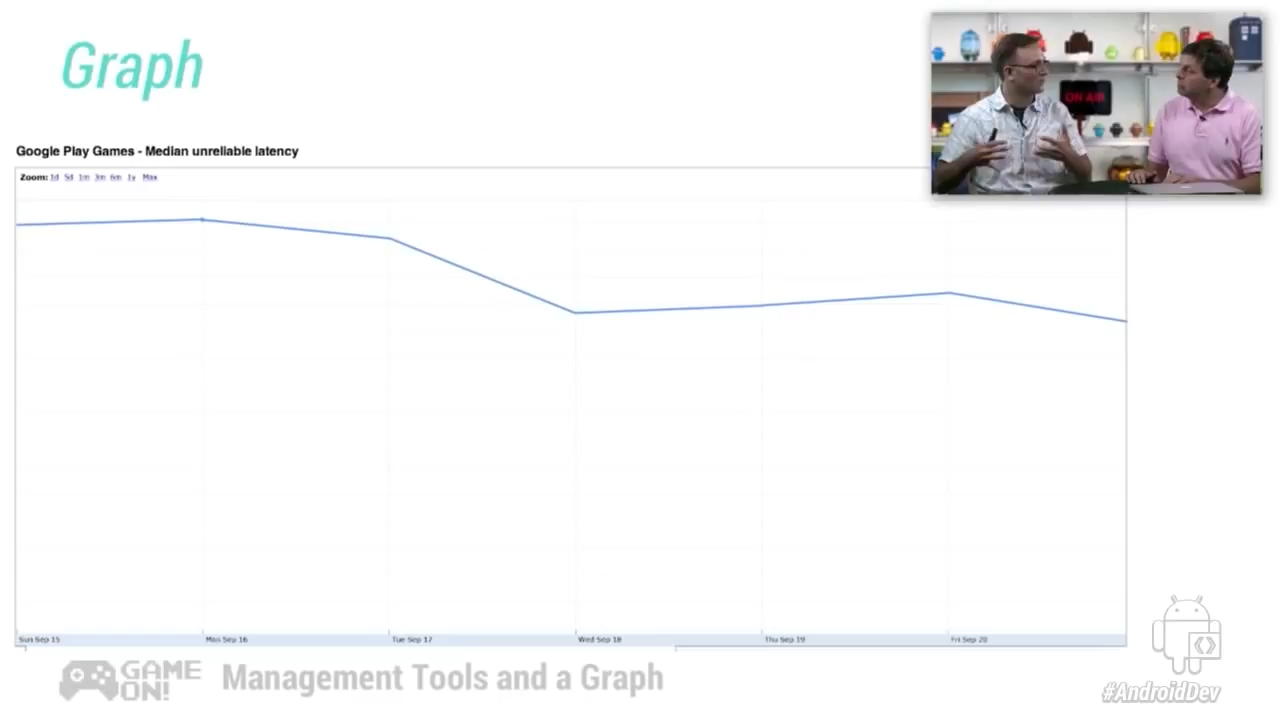 Graph
ON AIR
Google Play Games - Median unreliable latency
Zoom: 1d 5d 1m 3m 6m 1y Max
Sun Sep 15 Mon Sep 16 Tue Sep 17 Wed Sep 18 Thu Sep 19 Fri Sep 20
GAME
ON!
Management Tools and a Graph
#AndroidDev